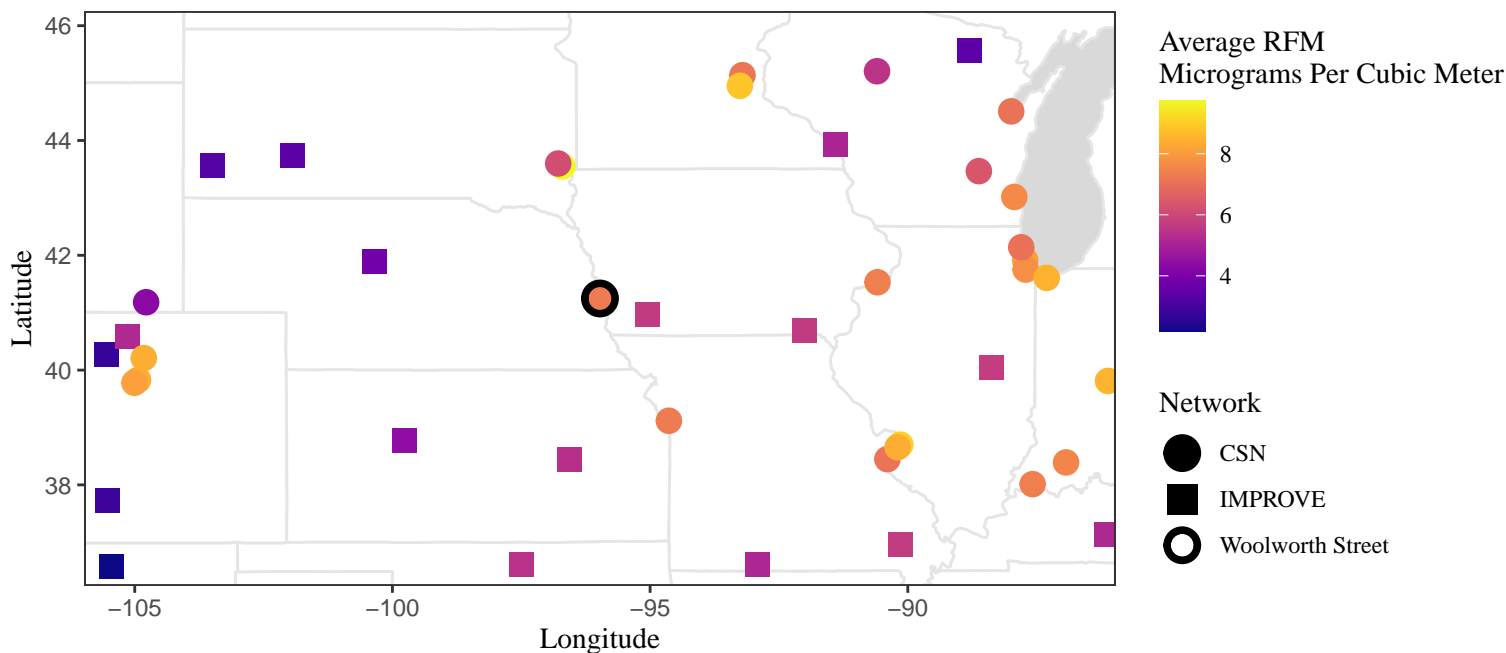 46
44
42
40
38
Latitude
−105
−100
−95
−90
Longitude
Average RFM
Micrograms Per Cubic Meter
8
6
4
Network
CSN
IMPROVE
Woolworth Street